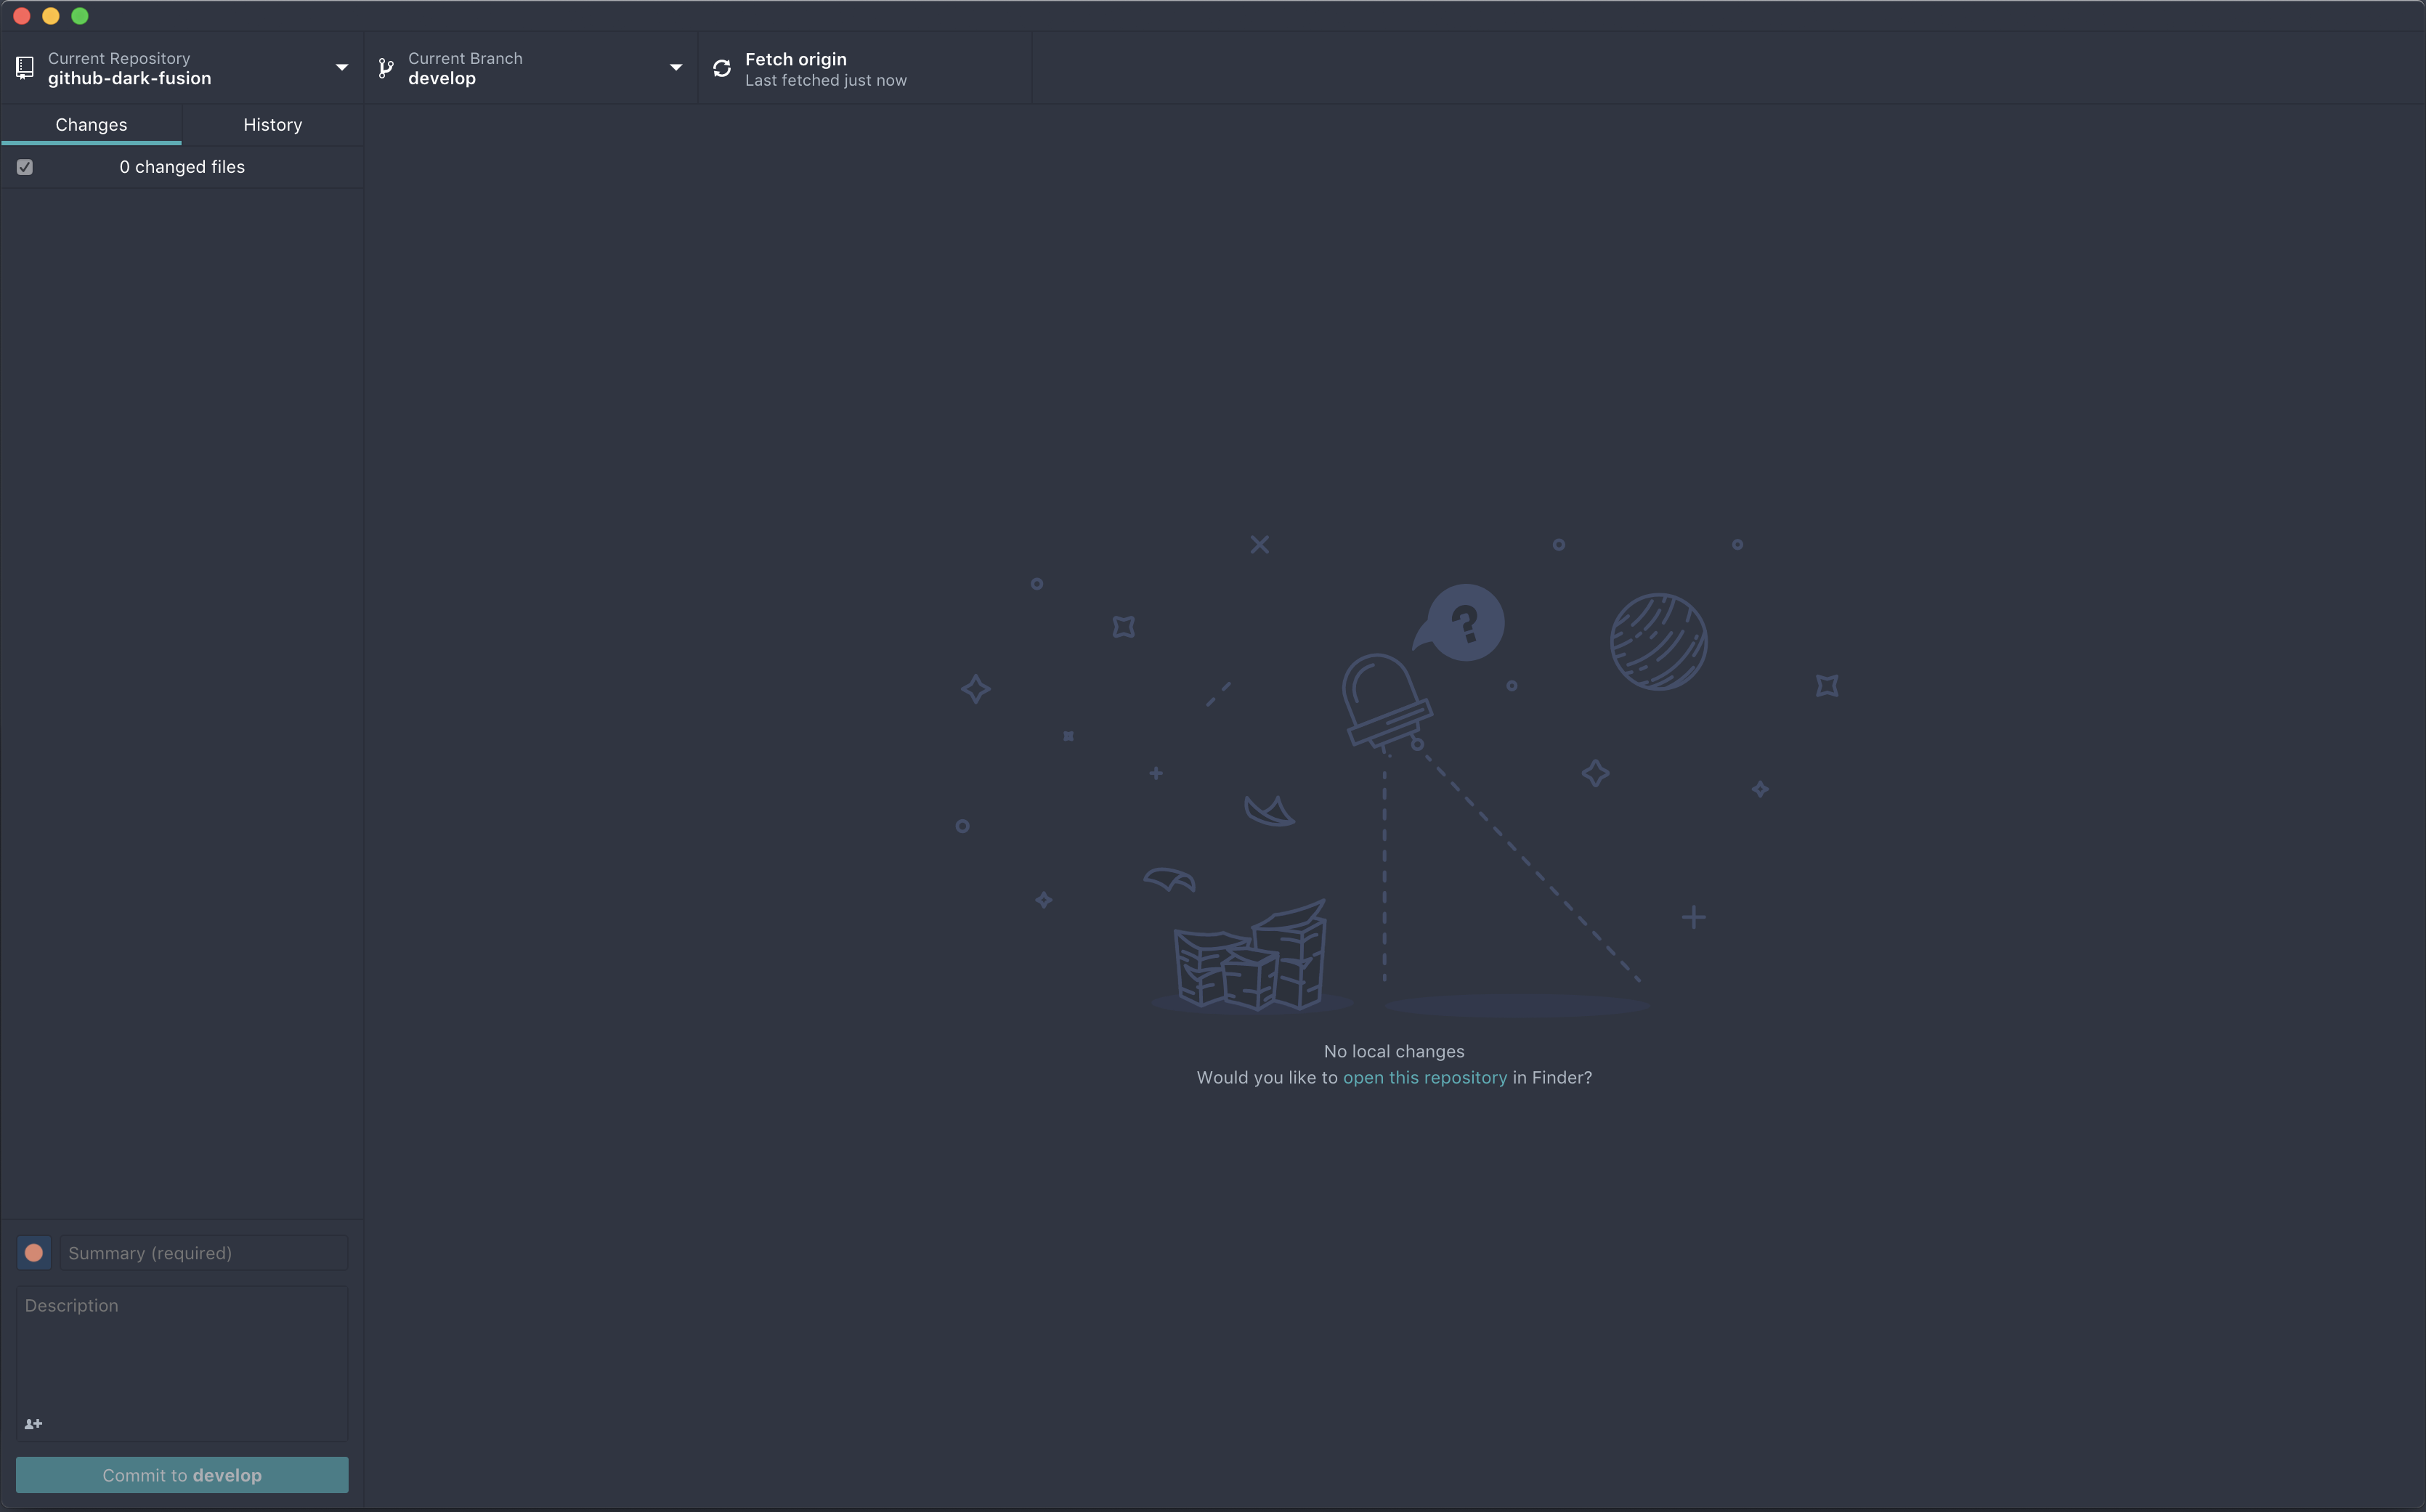 Current Repository
github-dark-fusion
Current Branch
develop
Fetch origin
Last fetched just now
Changes
History
0 changed files
?
No local changes
Would you like to open this repository in Finder?
Summary (required)
Description
Commit to develop